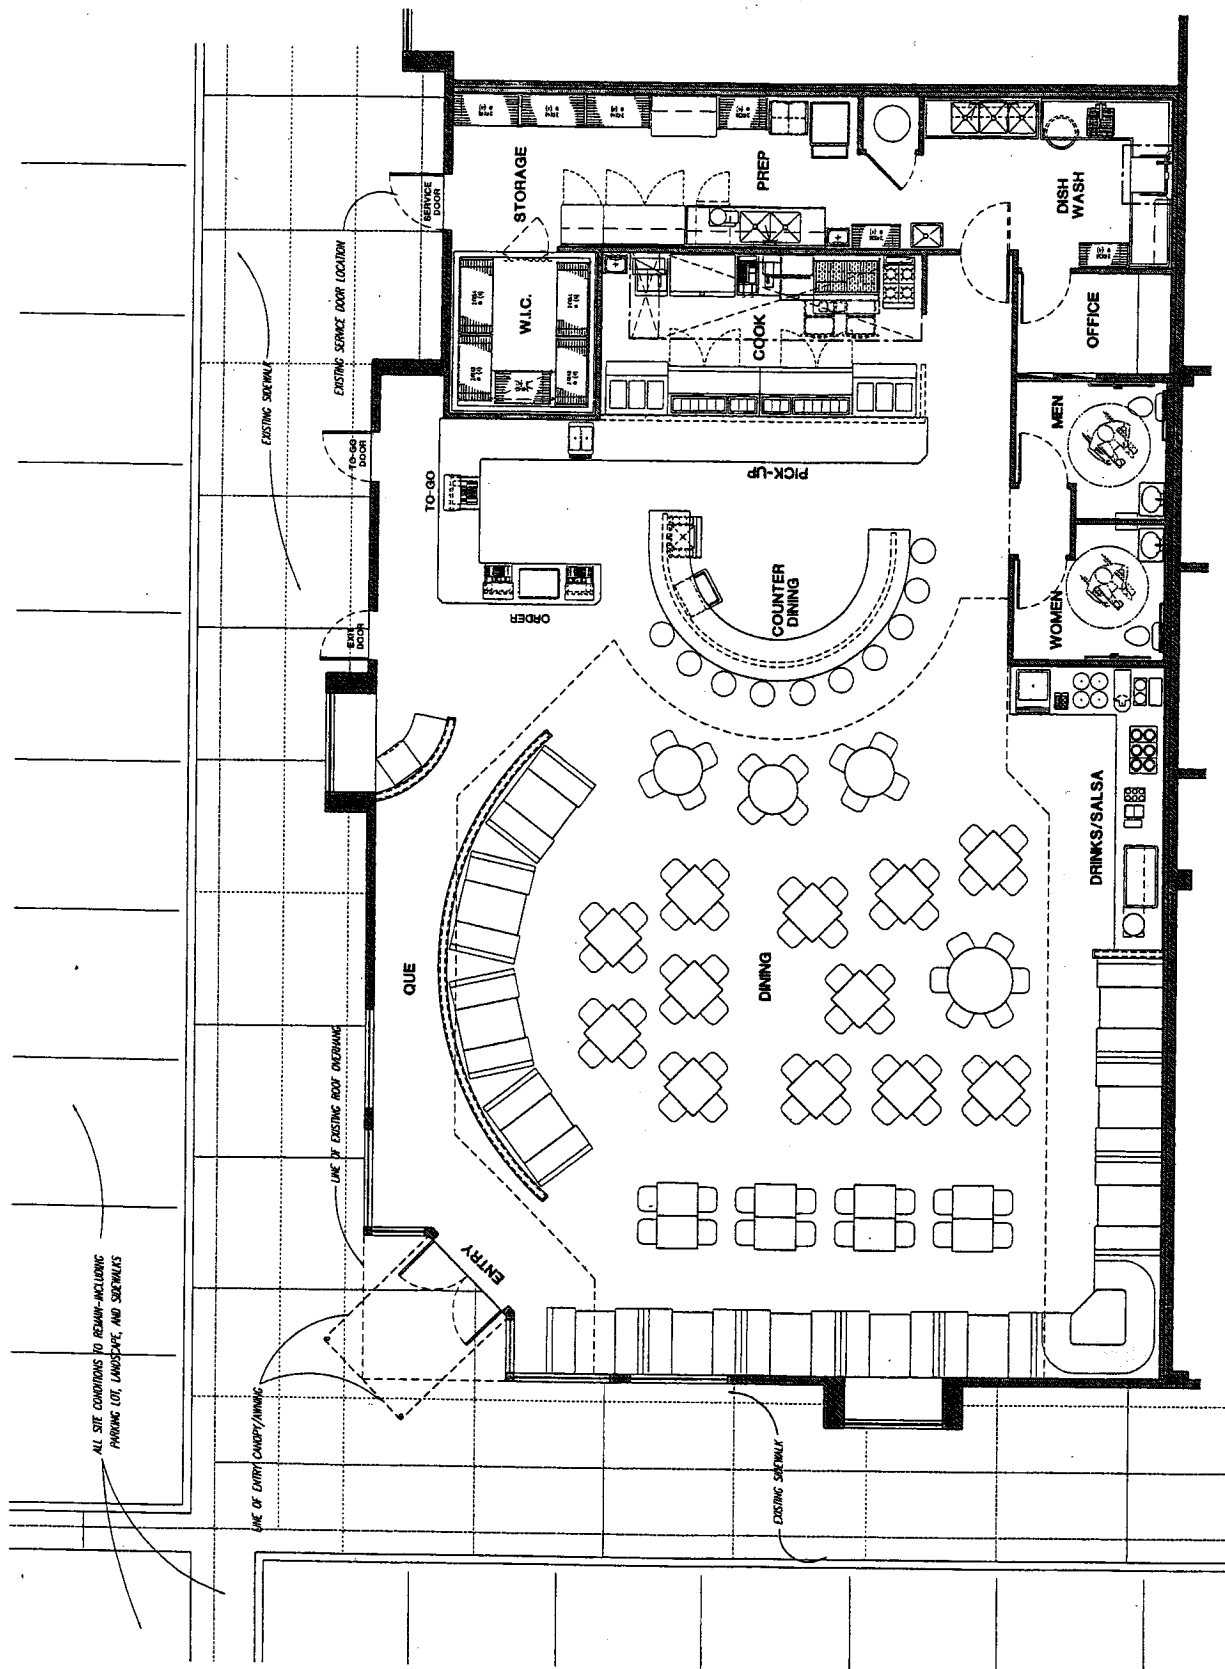 ALL SITE CONDITIONS TO REMAIN-INCLUDING
PARKING LOT, LANDSCAPE, AND SIDEWALKS
LINE OF ENTRY CANOPY/AWNING
LINE OF EXISTING ROOF OVERHANG
EXISTING SIDEWALK
EXISTING SERVICE DOOR LOCATION
SERVICE
DOOR
TO-GO
DOOR
EXIT
DOOR
ENTRY
QUE
TO-GO
ORDER
STORAGE
W.I.C.
PREP
COOK
PICK-UP
COUNTER
DINING
DINING
DISH
WASH
OFFICE
MEN
WOMEN
DRINKS/SALSA
EXISTING SIDEWALK